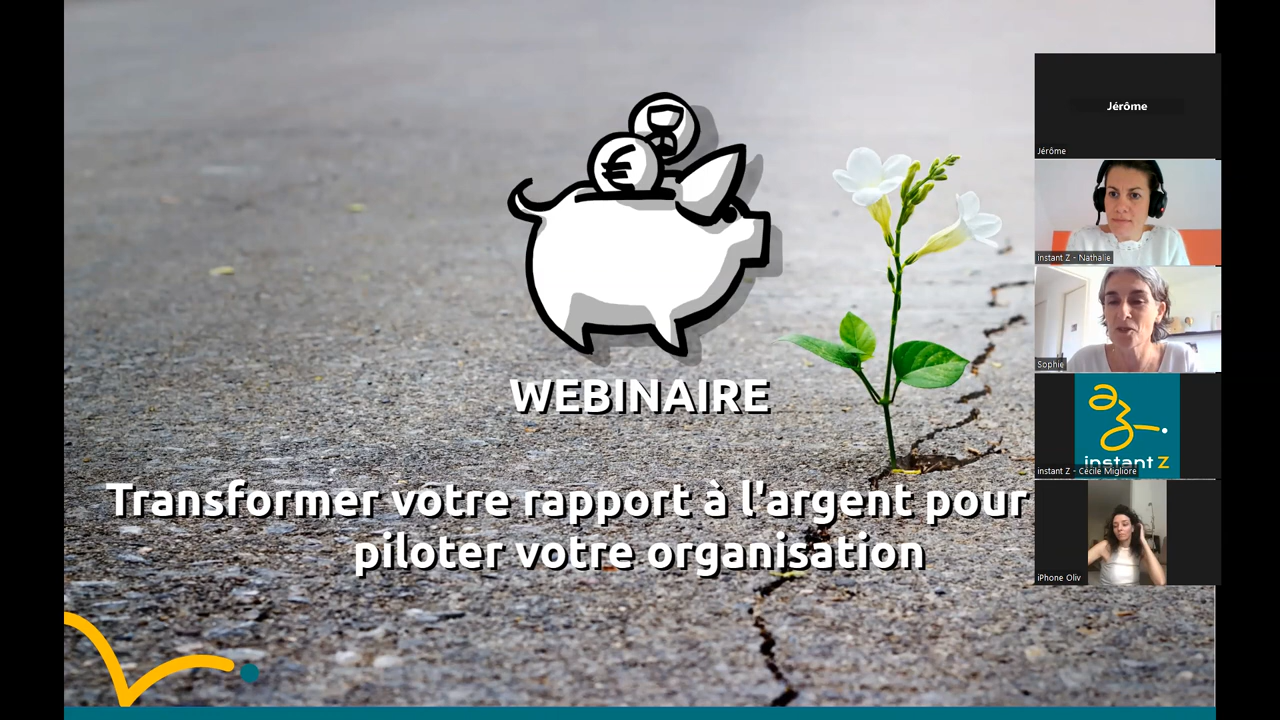 €
WEBINAIRE
Transformer votre rapport à l'argent pour
piloter votre organisation
Jérôme
Jérôme
instant Z - Nathalie
Sophie
instant Z
instant Z - Cécile Migliore
iPhone Oliv